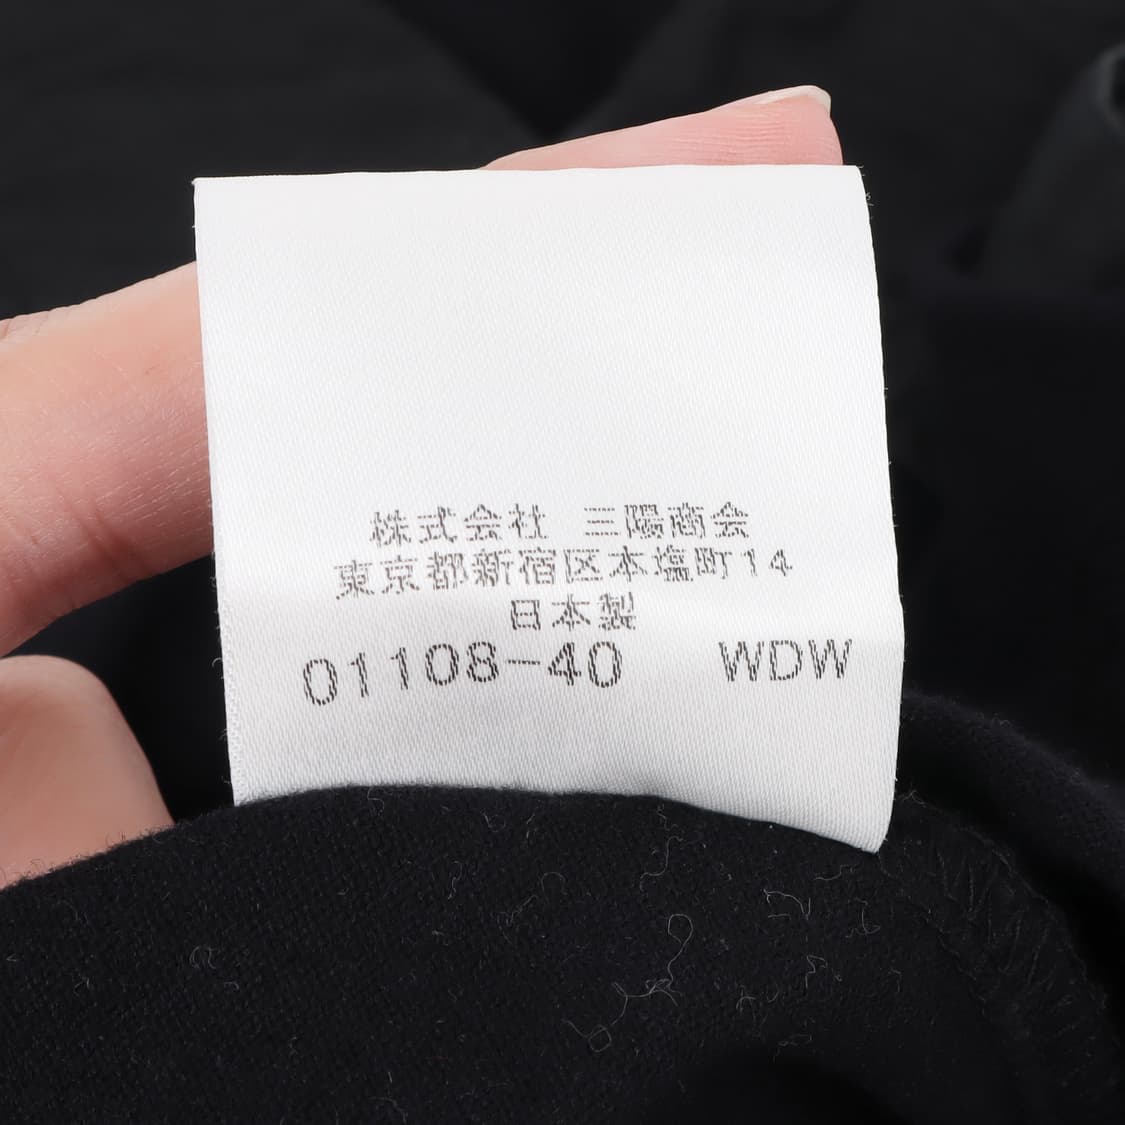 株式会社 三陽商会
東京都新宿区本塩町14
日本製
01108-40 WDW